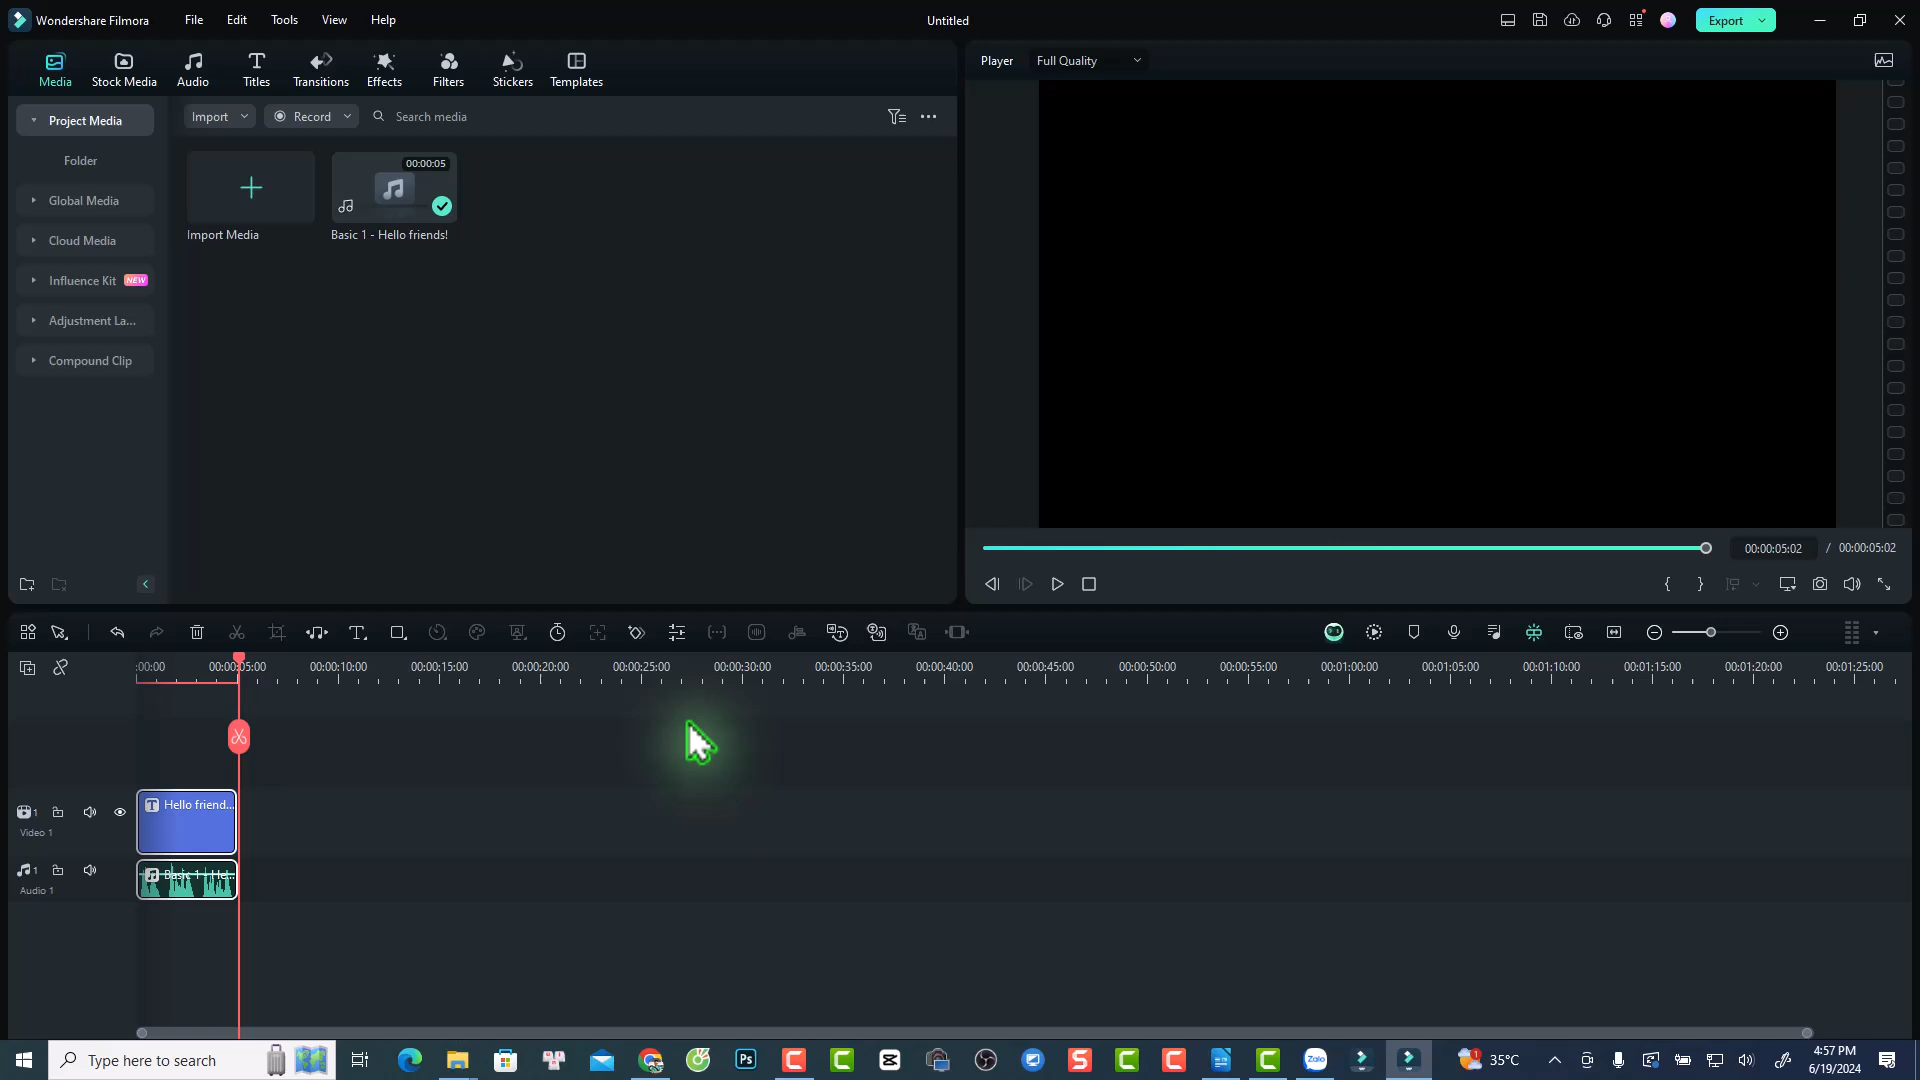 Wondershare Filmora File Edit Tools View Help Untitled Export
Media Stock Media Audio Titles Transitions Effects Filters Stickers Templates
Player Full Quality
Project Media
Folder
Global Media
Cloud Media
Influence Kit NEW
Adjustment La...
Compound Clip
Import Record Search media
00:00:05
Import Media Basic 1 - Hello friends!
00:00:05:02 / 00:00:05:02
:00:00 00:00:05:00 00:00:10:00 00:00:15:00 00:00:20:00 00:00:25:00 00:00:30:00 00:00:35:00 00:00:40:00 00:00:45:00 00:00:50:00 00:00:55:00 00:01:00:00 00:01:05:00 00:01:10:00 00:01:15:00 00:01:20:00 00:01:25:00
1 Hello friend...
Video 1
1 Basic 1 - He...
Audio 1
Type here to search
Ps
Zalo
1
35°C
4:57 PM
6/19/2024